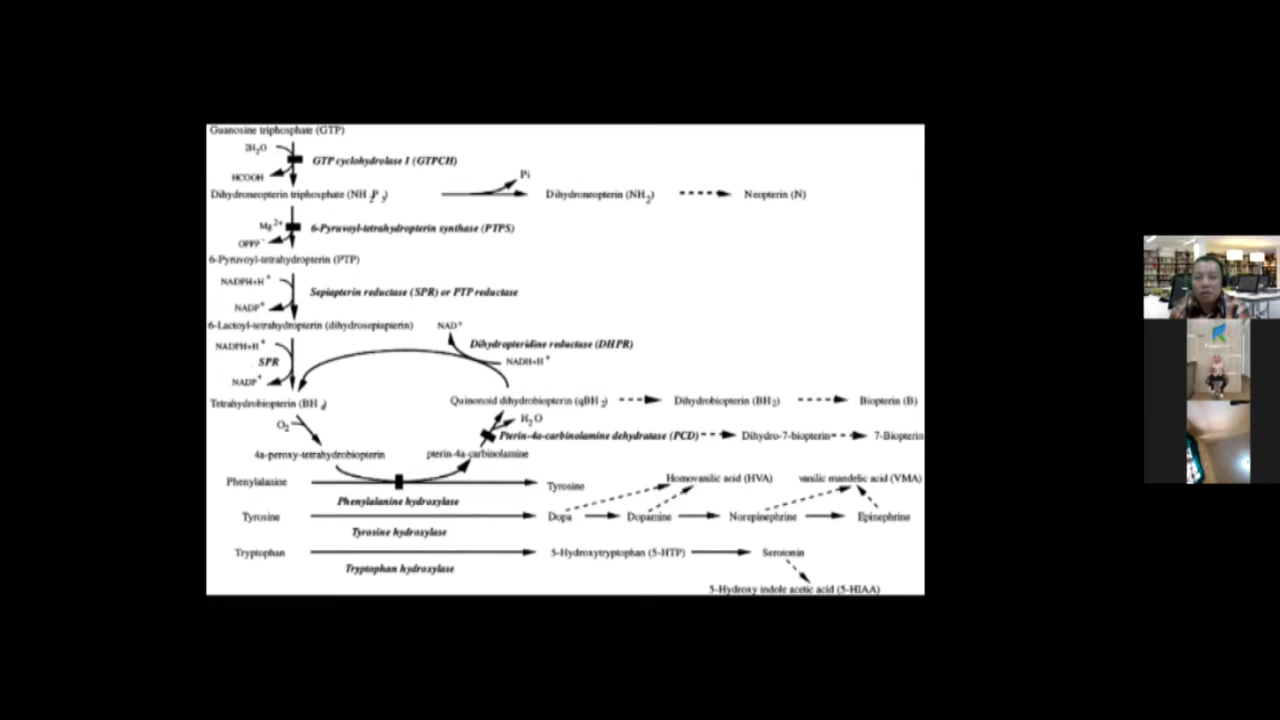 Guanosine triphosphate (GTP)
2H2O
GTP cyclohydrolase I (GTPCH)
HCOOH
Pi
Dihydroneopterin triphosphate (NH2P3)
Dihydroneopterin (NH2)
Neopterin (N)
Mg2+
6-Pyruvoyl-tetrahydropterin synthase (PTPS)
OPPP-
6-Pyruvoyl-tetrahydropterin (PTP)
NADPH+H+
Sepiapterin reductase (SPR) or PTP reductase
NADP+
6-Lactoyl-tetrahydropterin (dihydrosepiapterin)
NAD+
NADPH+H+
Dihydropteridine reductase (DHPR)
SPR
NADH+H+
NADP+
Tetrahydrobiopterin (BH4)
Quinonoid dihydrobiopterin (qBH2)
Dihydrobiopterin (BH2)
Biopterin (B)
O2
H2O
Pterin-4a-carbinolamine dehydratase (PCD)
Dihydro-7-biopterin
7-Biopterin
4a-peroxy-tetrahydrobiopterin
pterin-4a-carbinolamine
Phenylalanine
Tyrosine
Homovanilic acid (HVA)
vanilic mandelic acid (VMA)
Phenylalanine hydroxylase
Tyrosine
Dopa
Dopamine
Norepinephrine
Epinephrine
Tyrosine hydroxylase
Tryptophan
5-Hydroxytryptophan (5-HTP)
Serotonin
Tryptophan hydroxylase
5-Hydroxy indole acetic acid (5-HIAA)